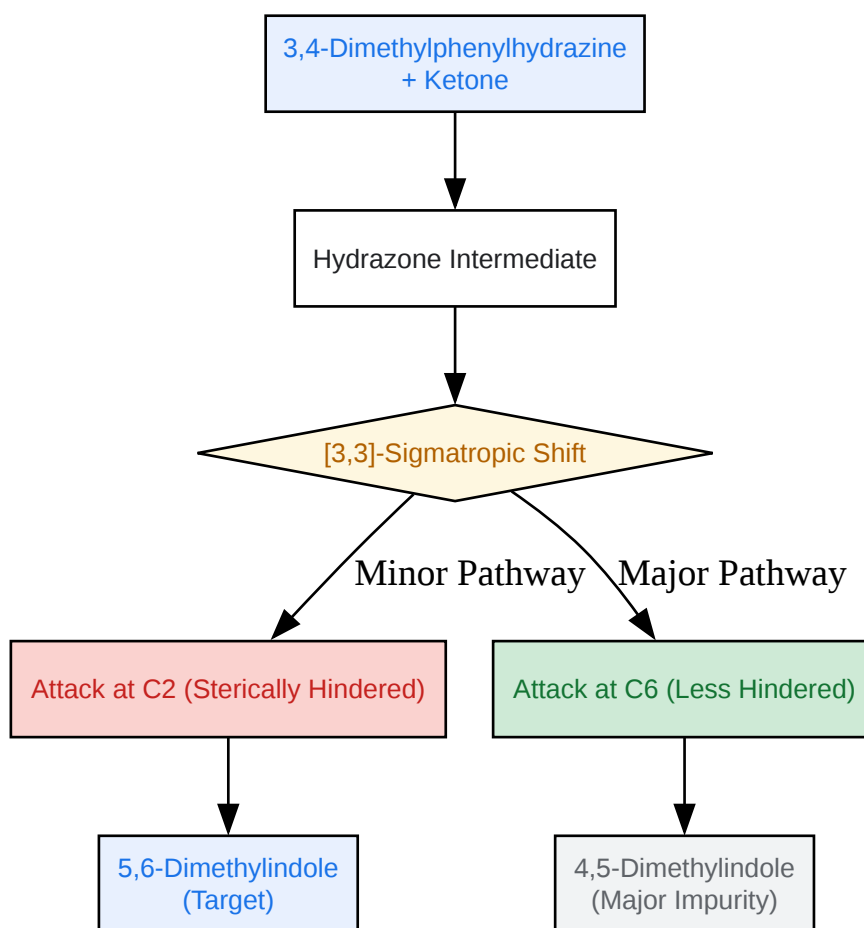 3,4-Dimethylphenylhydrazine
+ Ketone
Hydrazone Intermediate
[3,3]-Sigmatropic Shift
Minor Pathway
Major Pathway
Attack at C2 (Sterically Hindered)
Attack at C6 (Less Hindered)
5,6-Dimethylindole
(Target)
4,5-Dimethylindole
(Major Impurity)